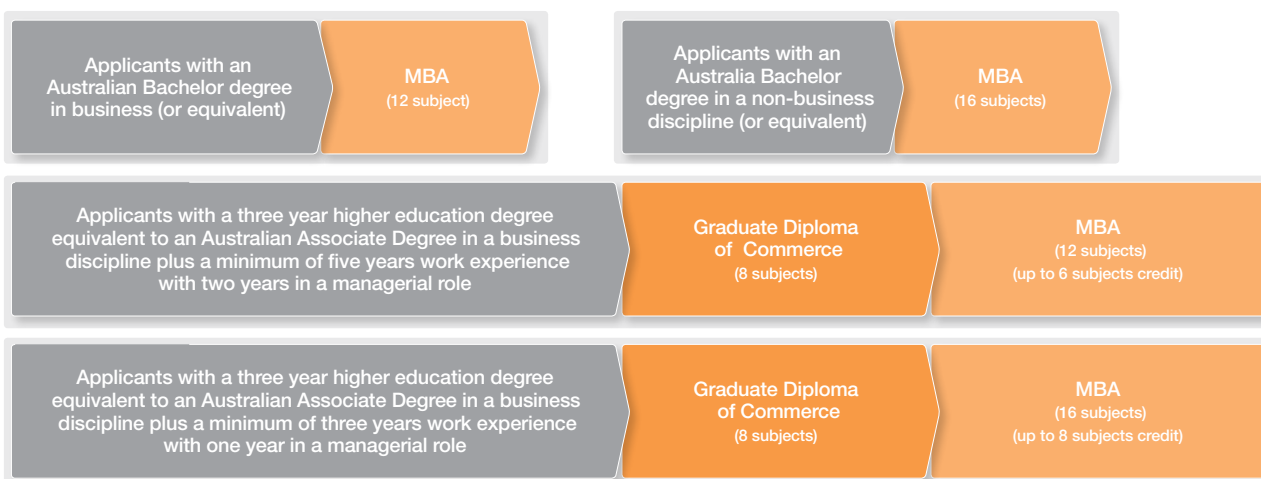 Applicants with an
Australian Bachelor degree
in business (or equivalent)
MBA
(12 subject)
Applicants with an
Australia Bachelor
degree in a non-business
discipline (or equivalent)
MBA
(16 subjects)
Applicants with a three year higher education degree
equivalent to an Australian Associate Degree in a business
discipline plus a minimum of five years work experience
with two years in a managerial role
Graduate Diploma
of Commerce
(8 subjects)
MBA
(12 subjects)
(up to 6 subjects credit)
Applicants with a three year higher education degree
equivalent to an Australian Associate Degree in a business
discipline plus a minimum of three years work experience
with one year in a managerial role
Graduate Diploma
of Commerce
(8 subjects)
MBA
(16 subjects)
(up to 8 subjects credit)